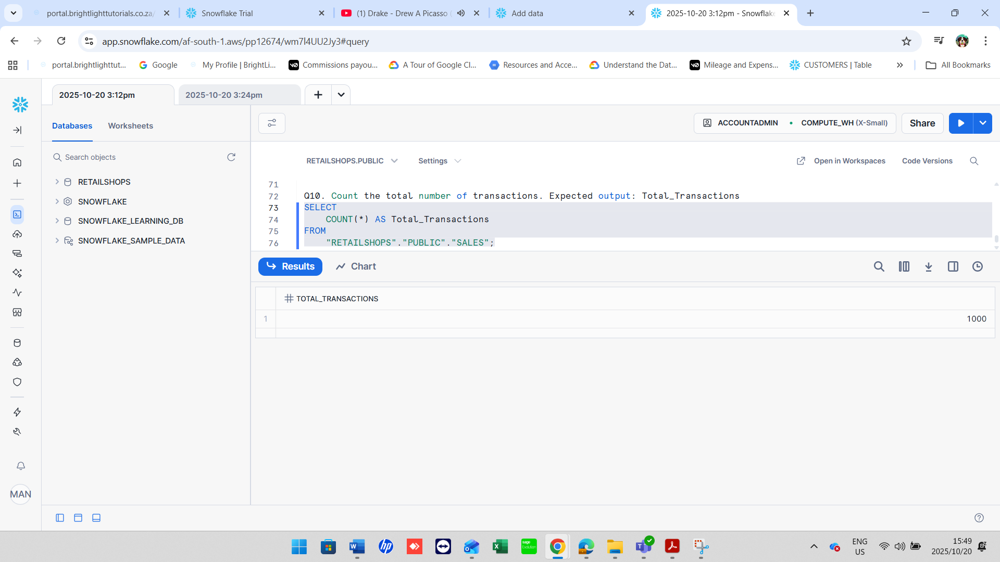 portal.brightlighttutorials.co.za/
Snowflake Trial
(1) Drake - Drew A Picasso (
Add data
2025-10-20 3:12pm - Snowflake
app.snowflake.com/af-south-1.aws/pp12674/wm7l4UU2Jy3#query
portal.brightlighttut...
Google
My Profile | BrightLi...
Commissions payou...
A Tour of Google Cl...
Resources and Acce...
Understand the Dat...
Mileage and Expens...
CUSTOMERS | Table
All Bookmarks
2025-10-20 3:12pm
2025-10-20 3:24pm
Databases
Worksheets
ACCOUNTADMIN
COMPUTE_WH (X-Small)
Share
Search objects
RETAILSHOPS
SNOWFLAKE
SNOWFLAKE_LEARNING_DB
SNOWFLAKE_SAMPLE_DATA
RETAILSHOPS.PUBLIC
Settings
Open in Workspaces
Code Versions
71
72 Q10. Count the total number of transactions. Expected output: Total_Transactions
73 SELECT
74 COUNT(*) AS Total_Transactions
75 FROM
76 "RETAILSHOPS"."PUBLIC"."SALES";
Results
Chart
TOTAL_TRANSACTIONS
1 1000
MAN
ENG
US
15:49
2025/10/20